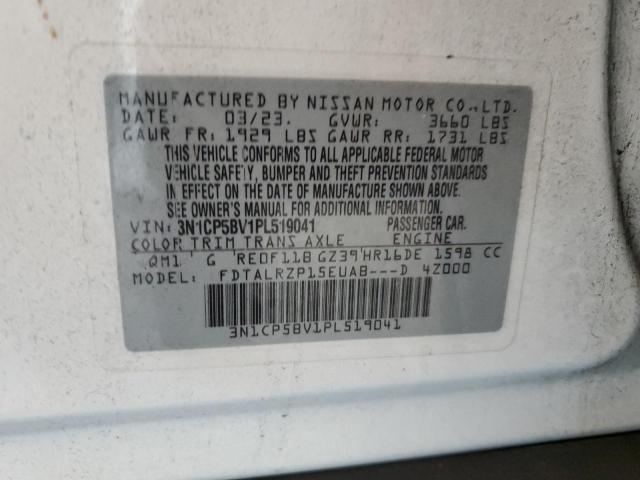 MANUFACTURED BY NISSAN MOTOR CO.,LTD.
DATE: 03/23. GVWR: 3660 LBS
GAWR FR: 1929 LBS GAWR RR: 1731 LBS
THIS VEHICLE CONFORMS TO ALL APPLICABLE FEDERAL MOTOR
VEHICLE SAFETY, BUMPER AND THEFT PREVENTION STANDARDS
IN EFFECT ON THE DATE OF MANUFACTURE SHOWN ABOVE.
SEE OWNER'S MANUAL FOR ADDITIONAL INFORMATION.
VIN: 3N1CP5BV1PL519041 PASSENGER CAR.
COLOR TRIM TRANS AXLE ENGINE
QM1 G RE0F11B GZ39 HR16DE 1598 CC
MODEL: FDTALRZP15EUAB---D 4Z000
3N1CP5BV1PL519041